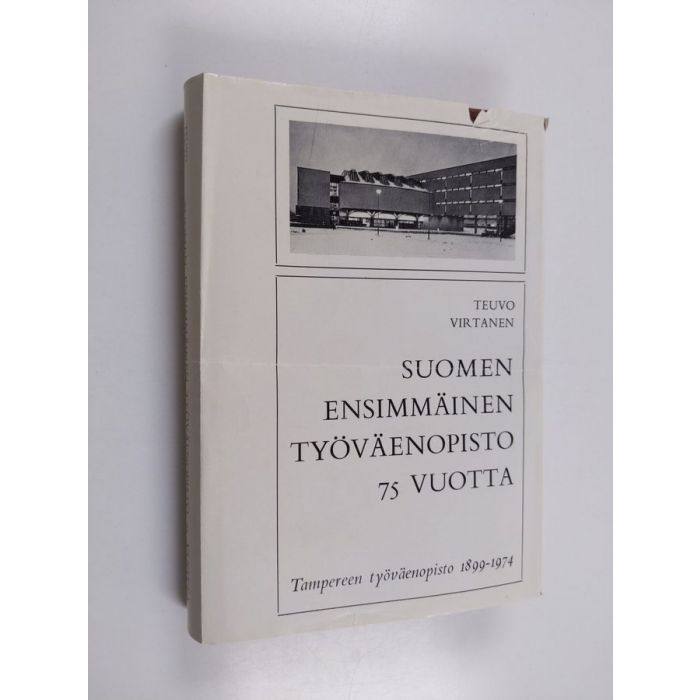 TEUVO
VIRTANEN
SUOMEN
ENSIMMÄINEN
TYÖVÄENOPISTO
75 VUOTTA
Tampereen työväenopisto 1899-1974